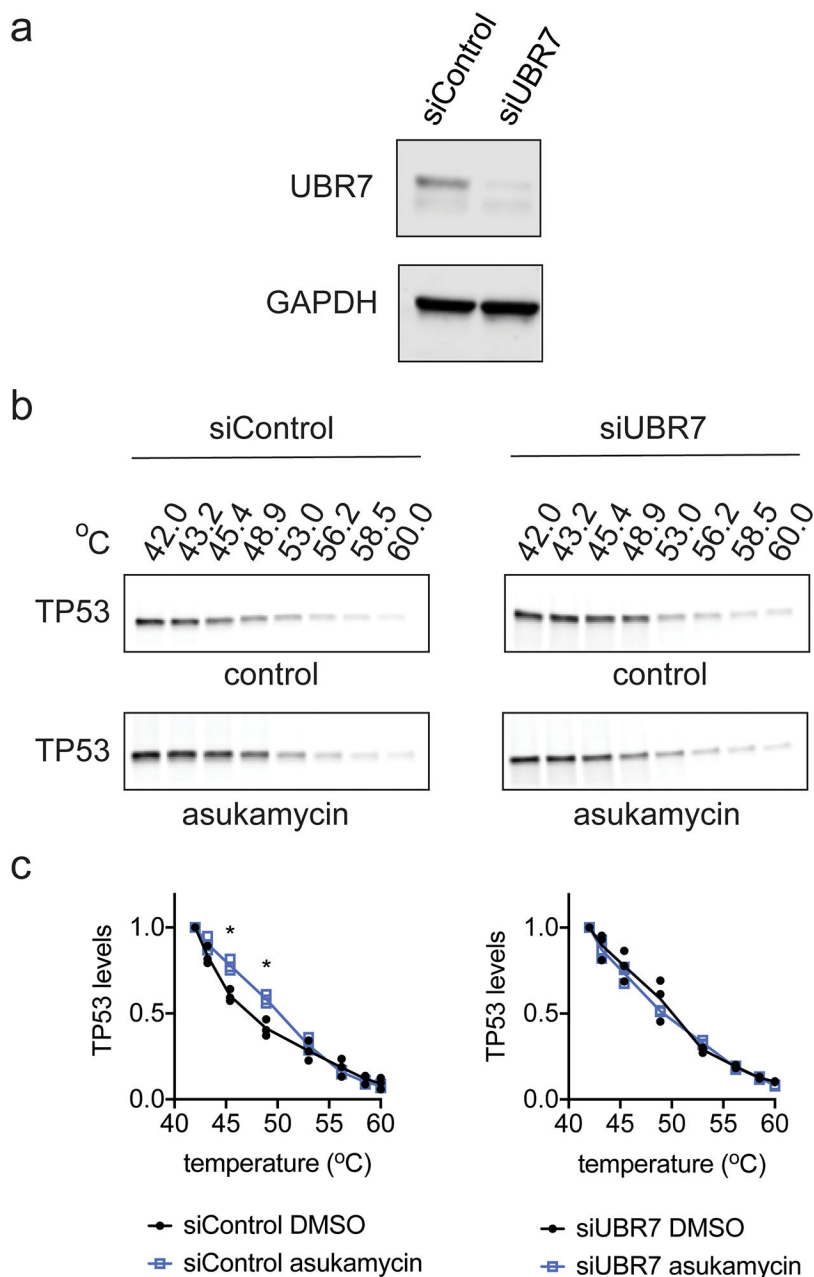 a
siControl siUBR7
UBR7
GAPDH
b
siControl siUBR7
ºC 42.0 43.2 45.4 48.9 53.0 56.2 58.5 60.0 42.0 43.2 45.4 48.9 53.0 56.2 58.5 60.0
TP53
control control
TP53
asukamycin asukamycin
c
TP53 levels
1.0
0.5
0.0
40 45 50 55 60
temperature (ºC)
* *
siControl DMSO
siControl asukamycin
TP53 levels
1.0
0.5
0.0
40 45 50 55 60
temperature (ºC)
siUBR7 DMSO
siUBR7 asukamycin